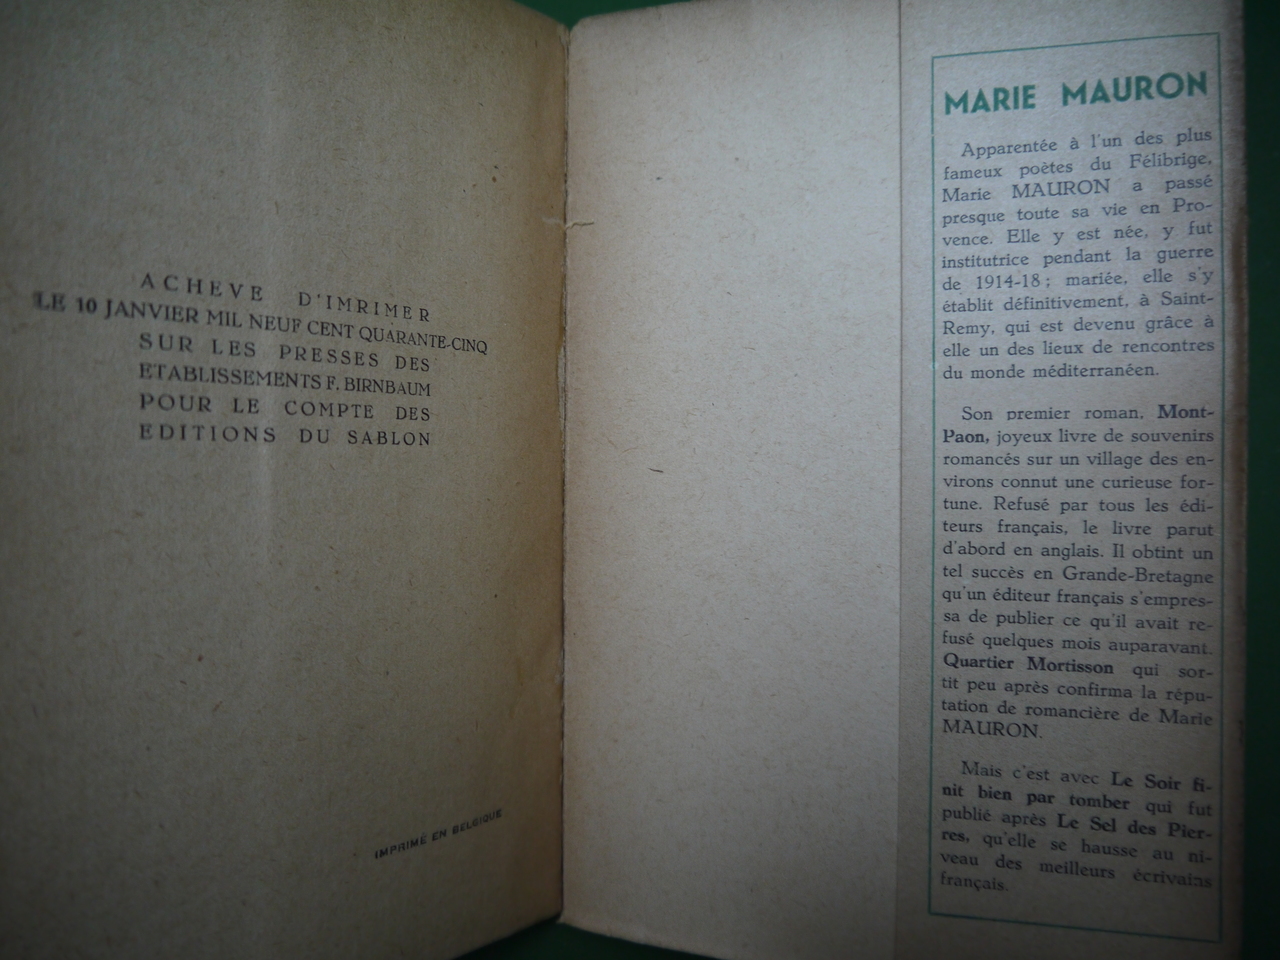 ACHEVE D'IMRIMER
LE 10 JANVIER MIL NEUF CENT QUARANTE-CINQ
SUR LES PRESSES DES
ETABLISSEMENTS F. BIRNBAUM
POUR LE COMPTE DES
EDITIONS DU SABLON
IMPRIMÉ EN BELGIQUE
MARIE MAURON
Apparentée à l'un des plus
fameux poètes du Félibrige,
Marie MAURON a passé
presque toute sa vie en Pro-
vence. Elle y est née, y fut
institutrice pendant la guerre
de 1914-18 ; mariée, elle s'y
établit définitivement, à Saint-
Remy, qui est devenu grâce à
elle un des lieux de rencontres
du monde méditerranéen.
Son premier roman, Mont-
Paon, joyeux livre de souvenirs
romancés sur un village des en-
virons connut une curieuse for-
tune. Refusé par tous les édi-
teurs français, le livre parut
d'abord en anglais. Il obtint un
tel succès en Grande-Bretagne
qu'un éditeur français s'empres-
sa de publier ce qu'il avait re-
fusé quelques mois auparavant.
Quartier Mortisson qui sor-
tit peu après confirma la répu-
tation de romancière de Marie
MAURON.
Mais c'est avec Le Soir fi-
nit bien par tomber qui fut
publié après Le Sel des Pier-
res, qu'elle se hausse au ni-
veau des meilleurs écrivains
français.